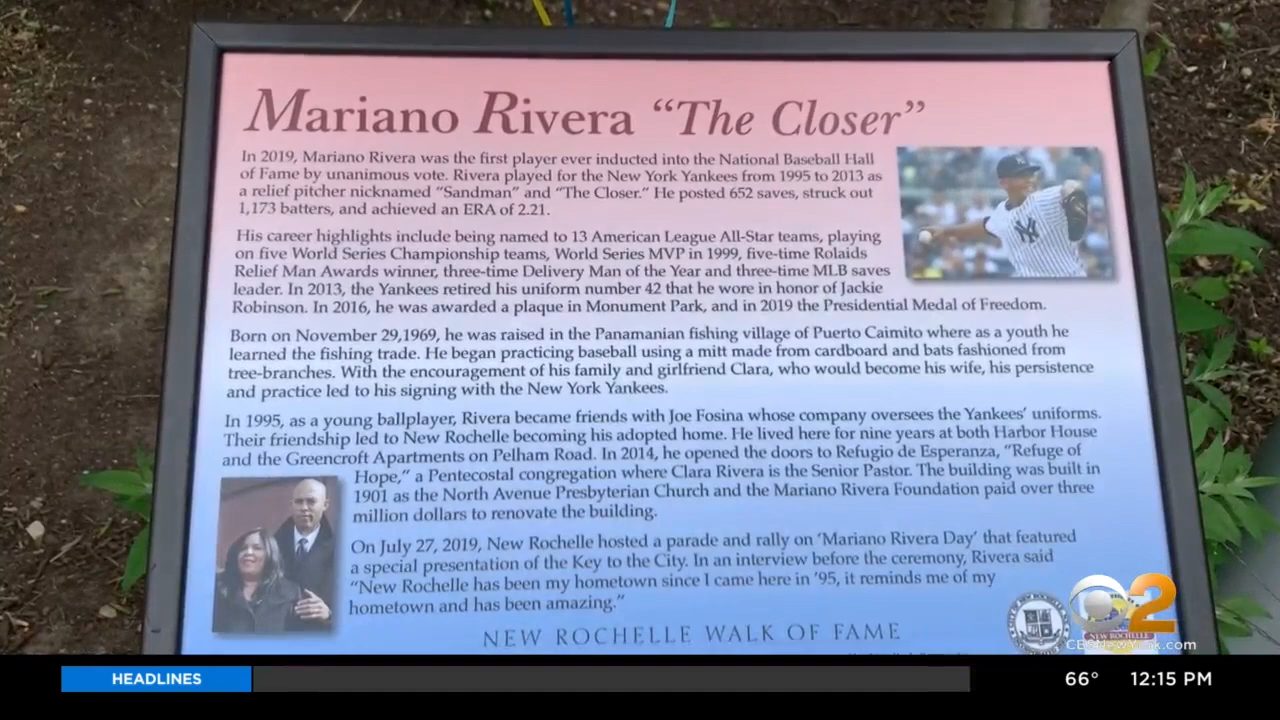 Mariano Rivera “The Closer”
In 2019, Mariano Rivera was the first player ever inducted into the National Baseball Hall
of Fame by unanimous vote. Rivera played for the New York Yankees from 1995 to 2013 as
a relief pitcher nicknamed “Sandman” and “The Closer.” He posted 652 saves, struck out
1,173 batters, and achieved an ERA of 2.21.
His career highlights include being named to 13 American League All-Star teams, playing
on five World Series Championship teams, World Series MVP in 1999, five-time Rolaids
Relief Man Awards winner, three-time Delivery Man of the Year and three-time MLB saves
leader. In 2013, the Yankees retired his uniform number 42 that he wore in honor of Jackie
Robinson. In 2016, he was awarded a plaque in Monument Park, and in 2019 the Presidential Medal of Freedom.
Born on November 29,1969, he was raised in the Panamanian fishing village of Puerto Caimito where as a youth he
learned the fishing trade. He began practicing baseball using a mitt made from cardboard and bats fashioned from
tree-branches. With the encouragement of his family and girlfriend Clara, who would become his wife, his persistence
and practice led to his signing with the New York Yankees.
In 1995, as a young ballplayer, Rivera became friends with Joe Fosina whose company oversees the Yankees’ uniforms.
Their friendship led to New Rochelle becoming his adopted home. He lived here for nine years at both Harbor House
and the Greencroft Apartments on Pelham Road. In 2014, he opened the doors to Refugio de Esperanza, “Refuge of
Hope,” a Pentecostal congregation where Clara Rivera is the Senior Pastor. The building was built in
1901 as the North Avenue Presbyterian Church and the Mariano Rivera Foundation paid over three
million dollars to renovate the building.
On July 27, 2019, New Rochelle hosted a parade and rally on ‘Mariano Rivera Day’ that featured
a special presentation of the Key to the City. In an interview before the ceremony, Rivera said
“New Rochelle has been my hometown since I came here in ’95, it reminds me of my
hometown and has been amazing.”
NEW ROCHELLE WALK OF FAME
2
NEW ROCHELLE
CBSNewYork.com
HEADLINES
66° 12:15 PM